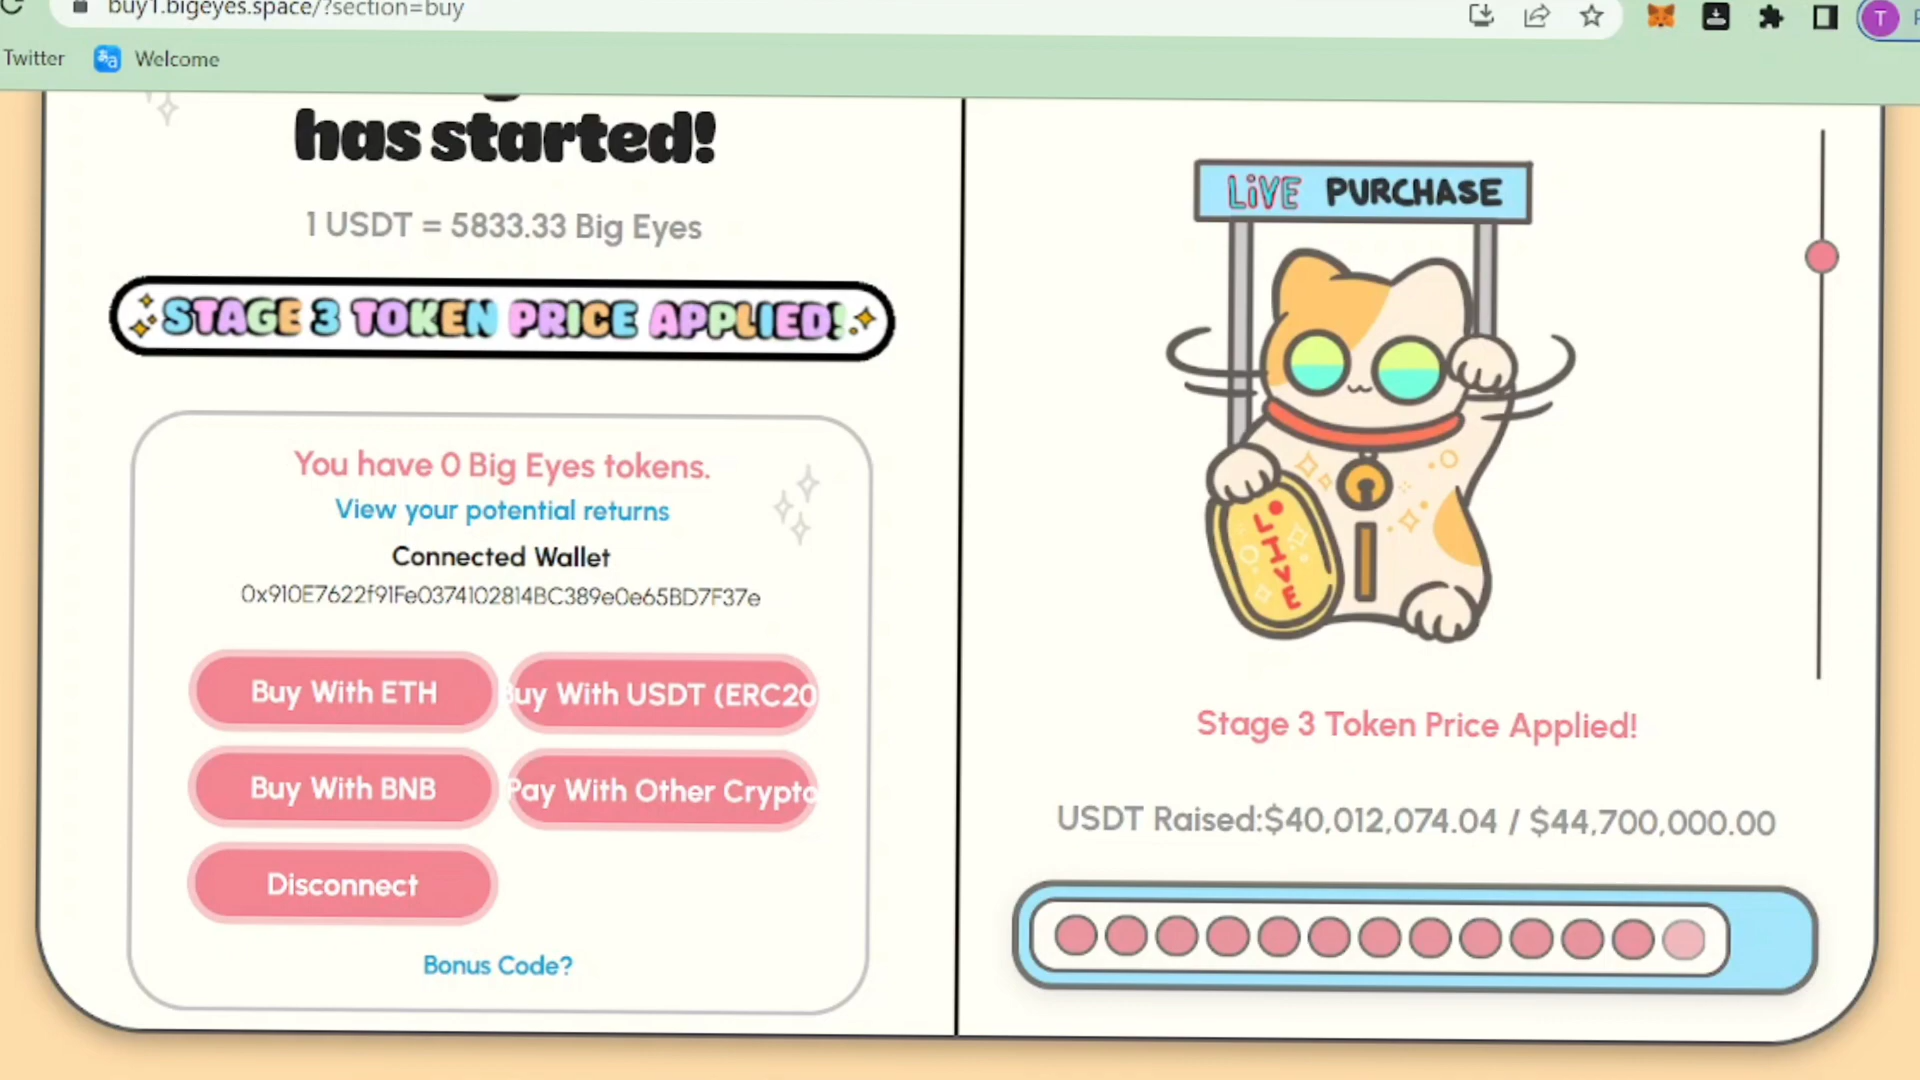 buy1.bigeyes.space/?section=buy
T
Twitter
Welcome
has started!
1 USDT = 5833.33 Big Eyes
STAGE 3 TOKEN PRICE APPLIED!
You have 0 Big Eyes tokens.
View your potential returns
Connected Wallet
0x910E7622f91Fe0374102814BC389e0e65BD7F37e
Buy With ETH
Buy With USDT (ERC20
Buy With BNB
Pay With Other Crypto
Disconnect
Bonus Code?
LIVE PURCHASE
LIVE
Stage 3 Token Price Applied!
USDT Raised:$40,012,074.04 / $44,700,000.00